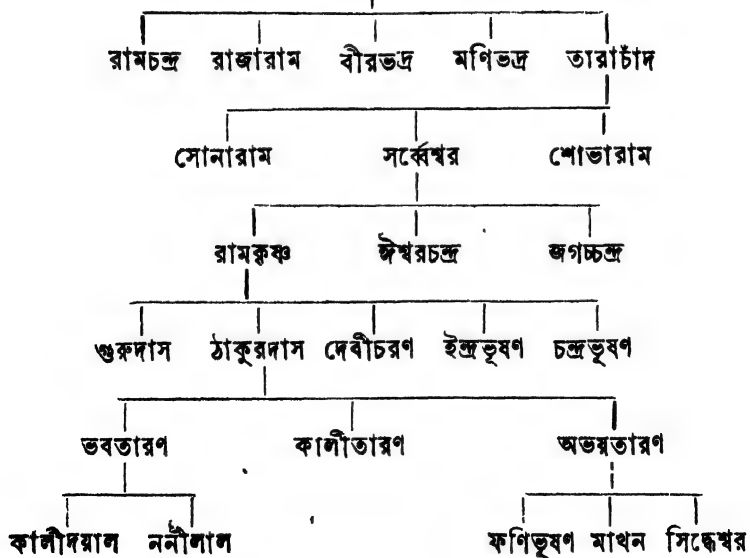 রামচন্দ্র রাজারাম বীরভদ্র মণিভদ্র তারাচাঁদ
সোনারাম সর্ব্বেশ্বর শোভারাম
রামকৃষ্ণ ঈশ্বরচন্দ্র জগচ্চন্দ্র
গুরুদাস ঠাকুরদাস দেবীচরণ ইন্দ্রভূষণ চন্দ্রভূষণ
ভবতারণ কালীতারণ অভয়তারণ
কালীদয়াল ননীলাল ফণিভূষণ মাখন সিদ্ধেশ্বর